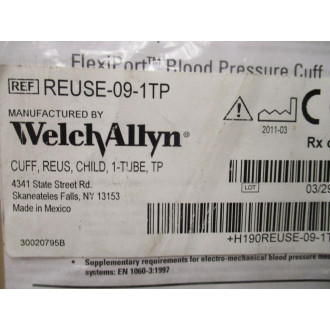 FlexiPort™ Blood Pressure Cuff
REF REUSE-09-1TP
MANUFACTURED BY
WelchAllyn®
CUFF, REUS, CHILD, 1-TUBE, TP
4341 State Street Rd.
Skaneateles Falls, NY 13153
Made in Mexico
30020795B
2011-03
Rx
LOT
03/29
+H190REUSE-09-1T
• Supplementary requirements for electro-mechanical blood pressure
systems: EN 1060-3:1997